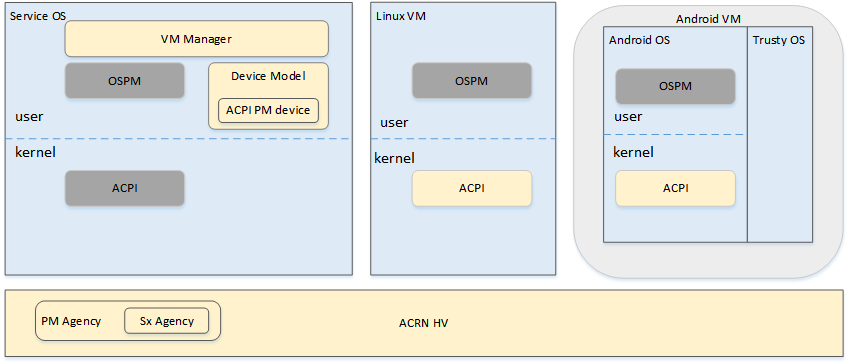 Service OS
VM Manager
OSPM
Device Model
ACPI PM device
user
kernel
ACPI
Linux VM
OSPM
user
kernel
ACPI
Android VM
Android OS
Trusty OS
OSPM
user
kernel
ACPI
PM Agency
Sx Agency
ACRN HV